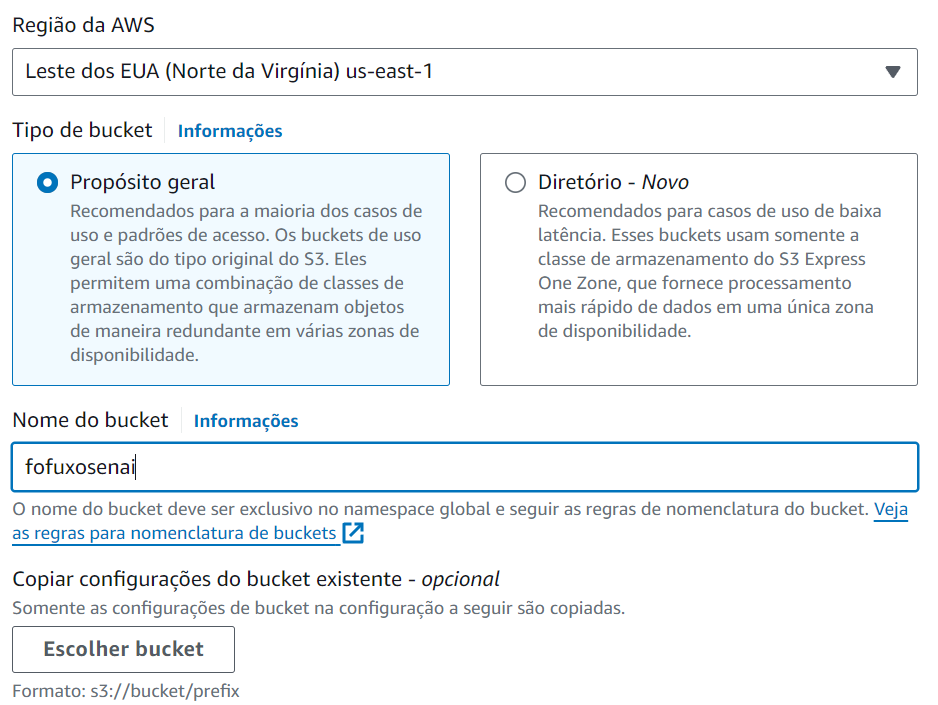 Região da AWS
Leste dos EUA (Norte da Virgínia) us-east-1
Tipo de bucket Informações
Propósito geral
Recomendados para a maioria dos casos de
uso e padrões de acesso. Os buckets de uso
geral são do tipo original do S3. Eles
permitem uma combinação de classes de
armazenamento que armazenam objetos
de maneira redundante em várias zonas de
disponibilidade.
Diretório - Novo
Recomendados para casos de uso de baixa
latência. Esses buckets usam somente a
classe de armazenamento do S3 Express
One Zone, que fornece processamento
mais rápido de dados em uma única zona
de disponibilidade.
Nome do bucket Informações
fofuxosenai
O nome do bucket deve ser exclusivo no namespace global e seguir as regras de nomenclatura do bucket. Veja
as regras para nomenclatura de buckets
Copiar configurações do bucket existente - opcional
Somente as configurações de bucket na configuração a seguir são copiadas.
Escolher bucket
Formato: s3://bucket/prefix